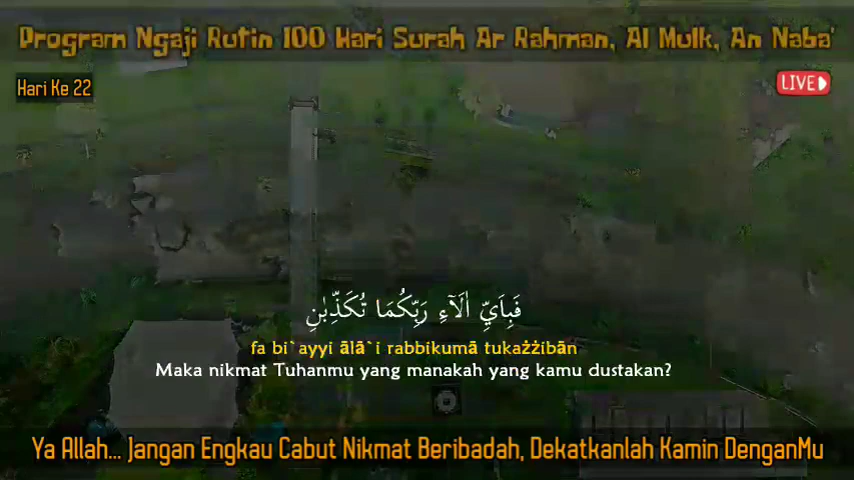 Program Ngaji Rutin 100 Hari Surah Ar Rahman, Al Mulk, An Naba'
Hari Ke 22
LIVE
فَبِاَيِّ اٰلَاۤءِ رَبِّكُمَا تُكَذِّبٰنِ
fa bi`ayyi ālā`i rabbikumā tukażżibān
Maka nikmat Tuhanmu yang manakah yang kamu dustakan?
Ya Allah... Jangan Engkau Cabut Nikmat Beribadah, Dekatkanlah Kamin DenganMu